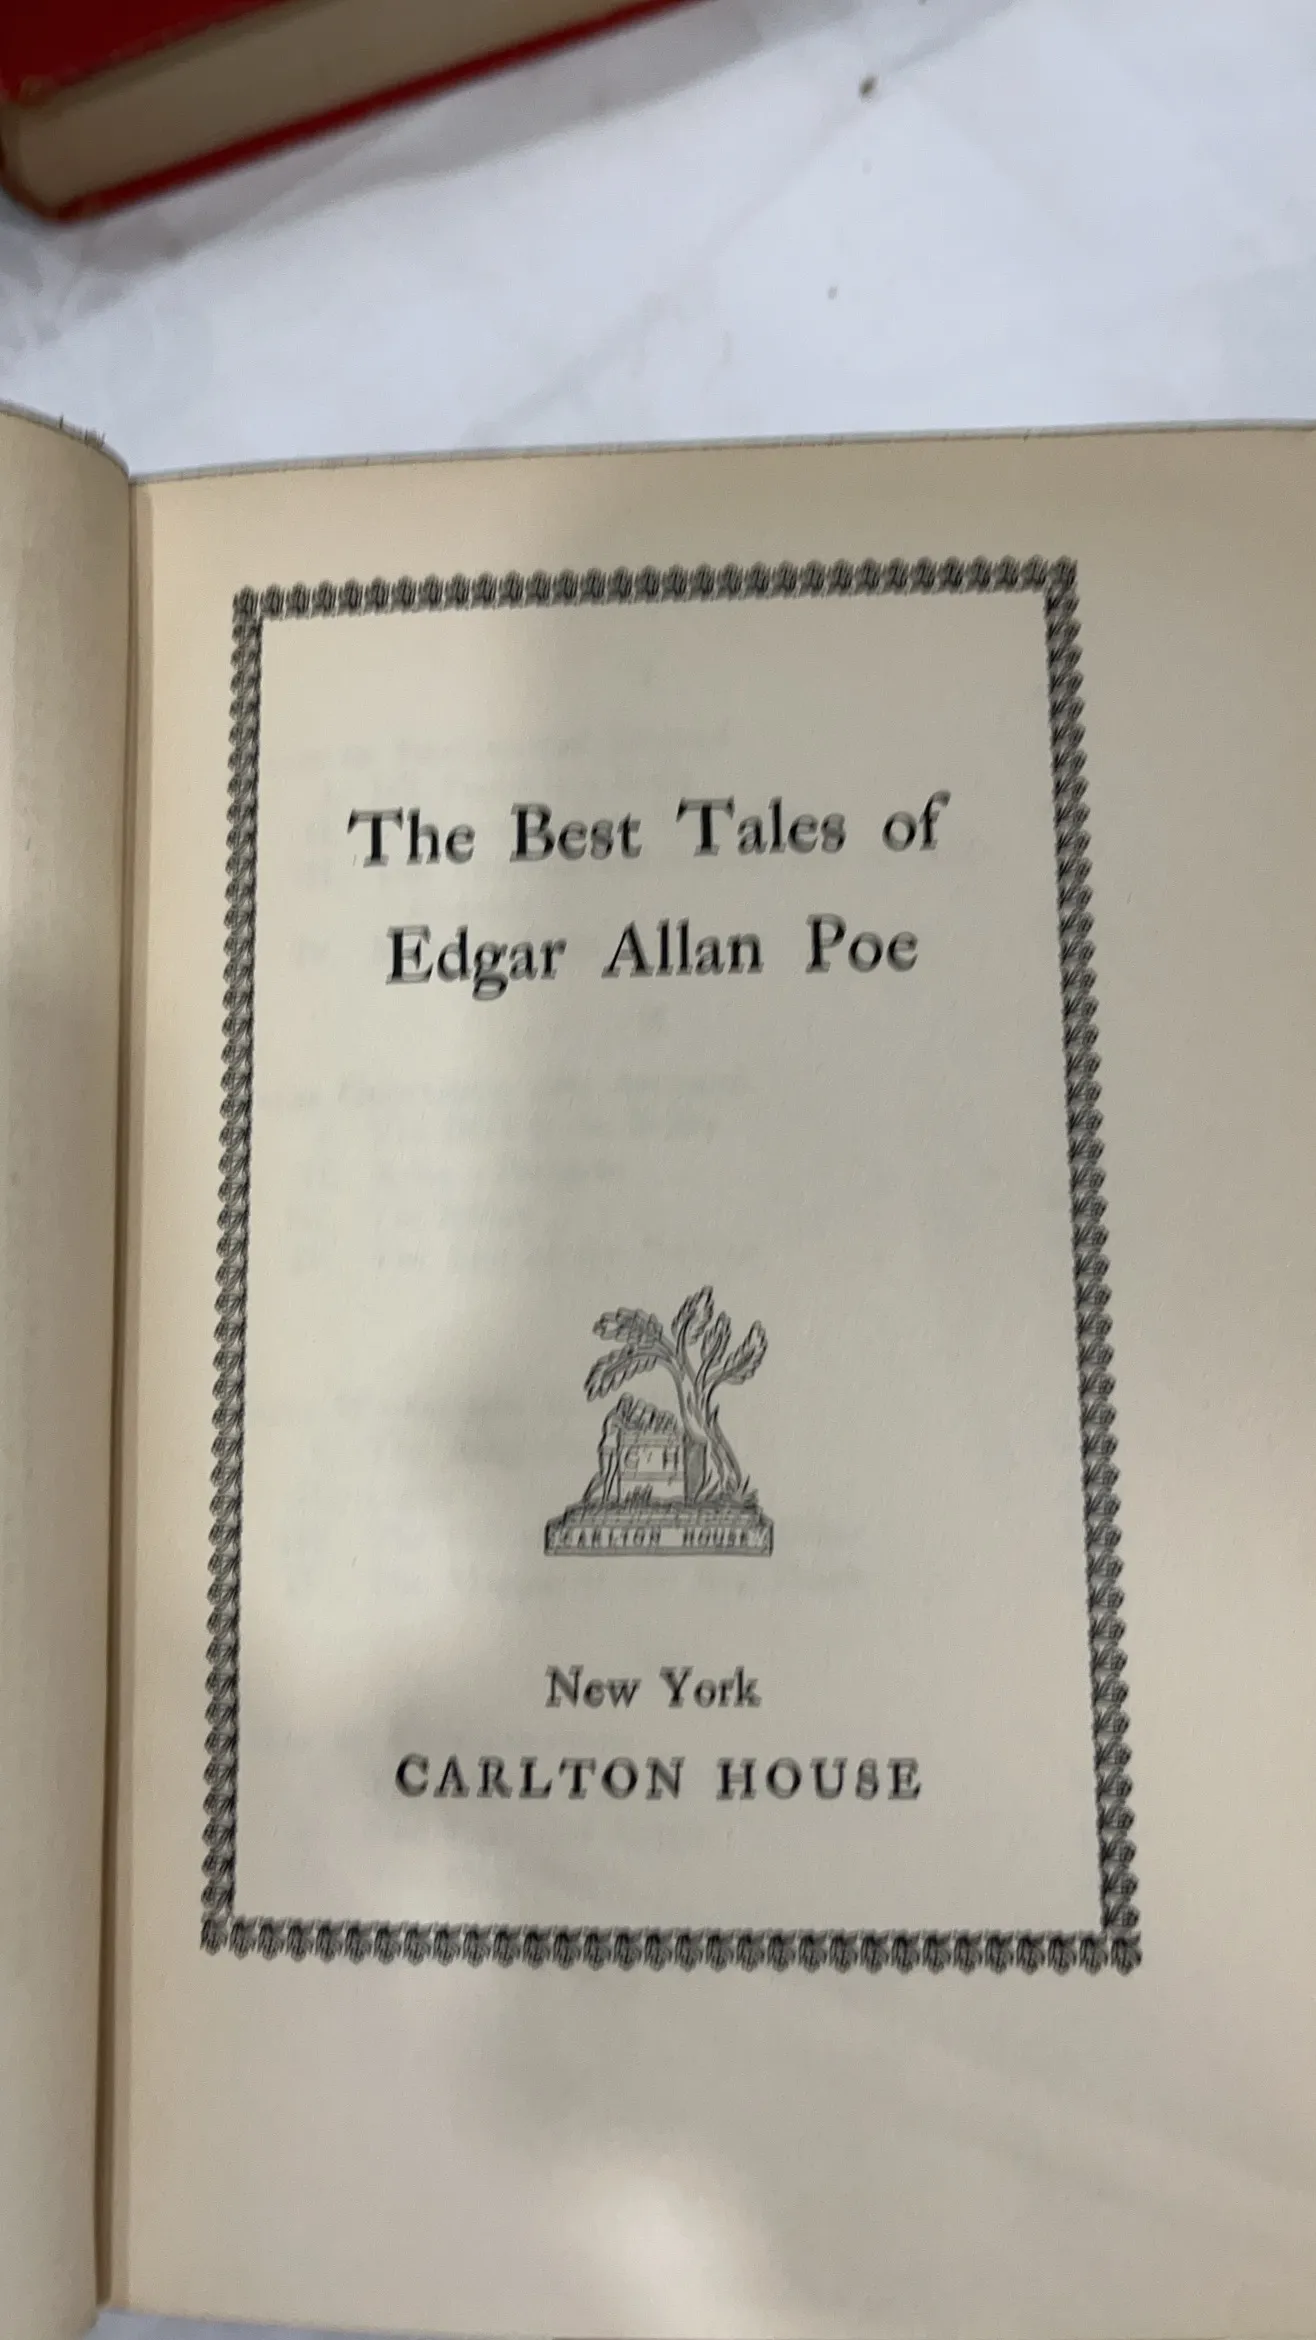 The Best Tales of
Edgar Allan Poe
C H
CARLTON HOUSE
New York
CARLTON HOUSE